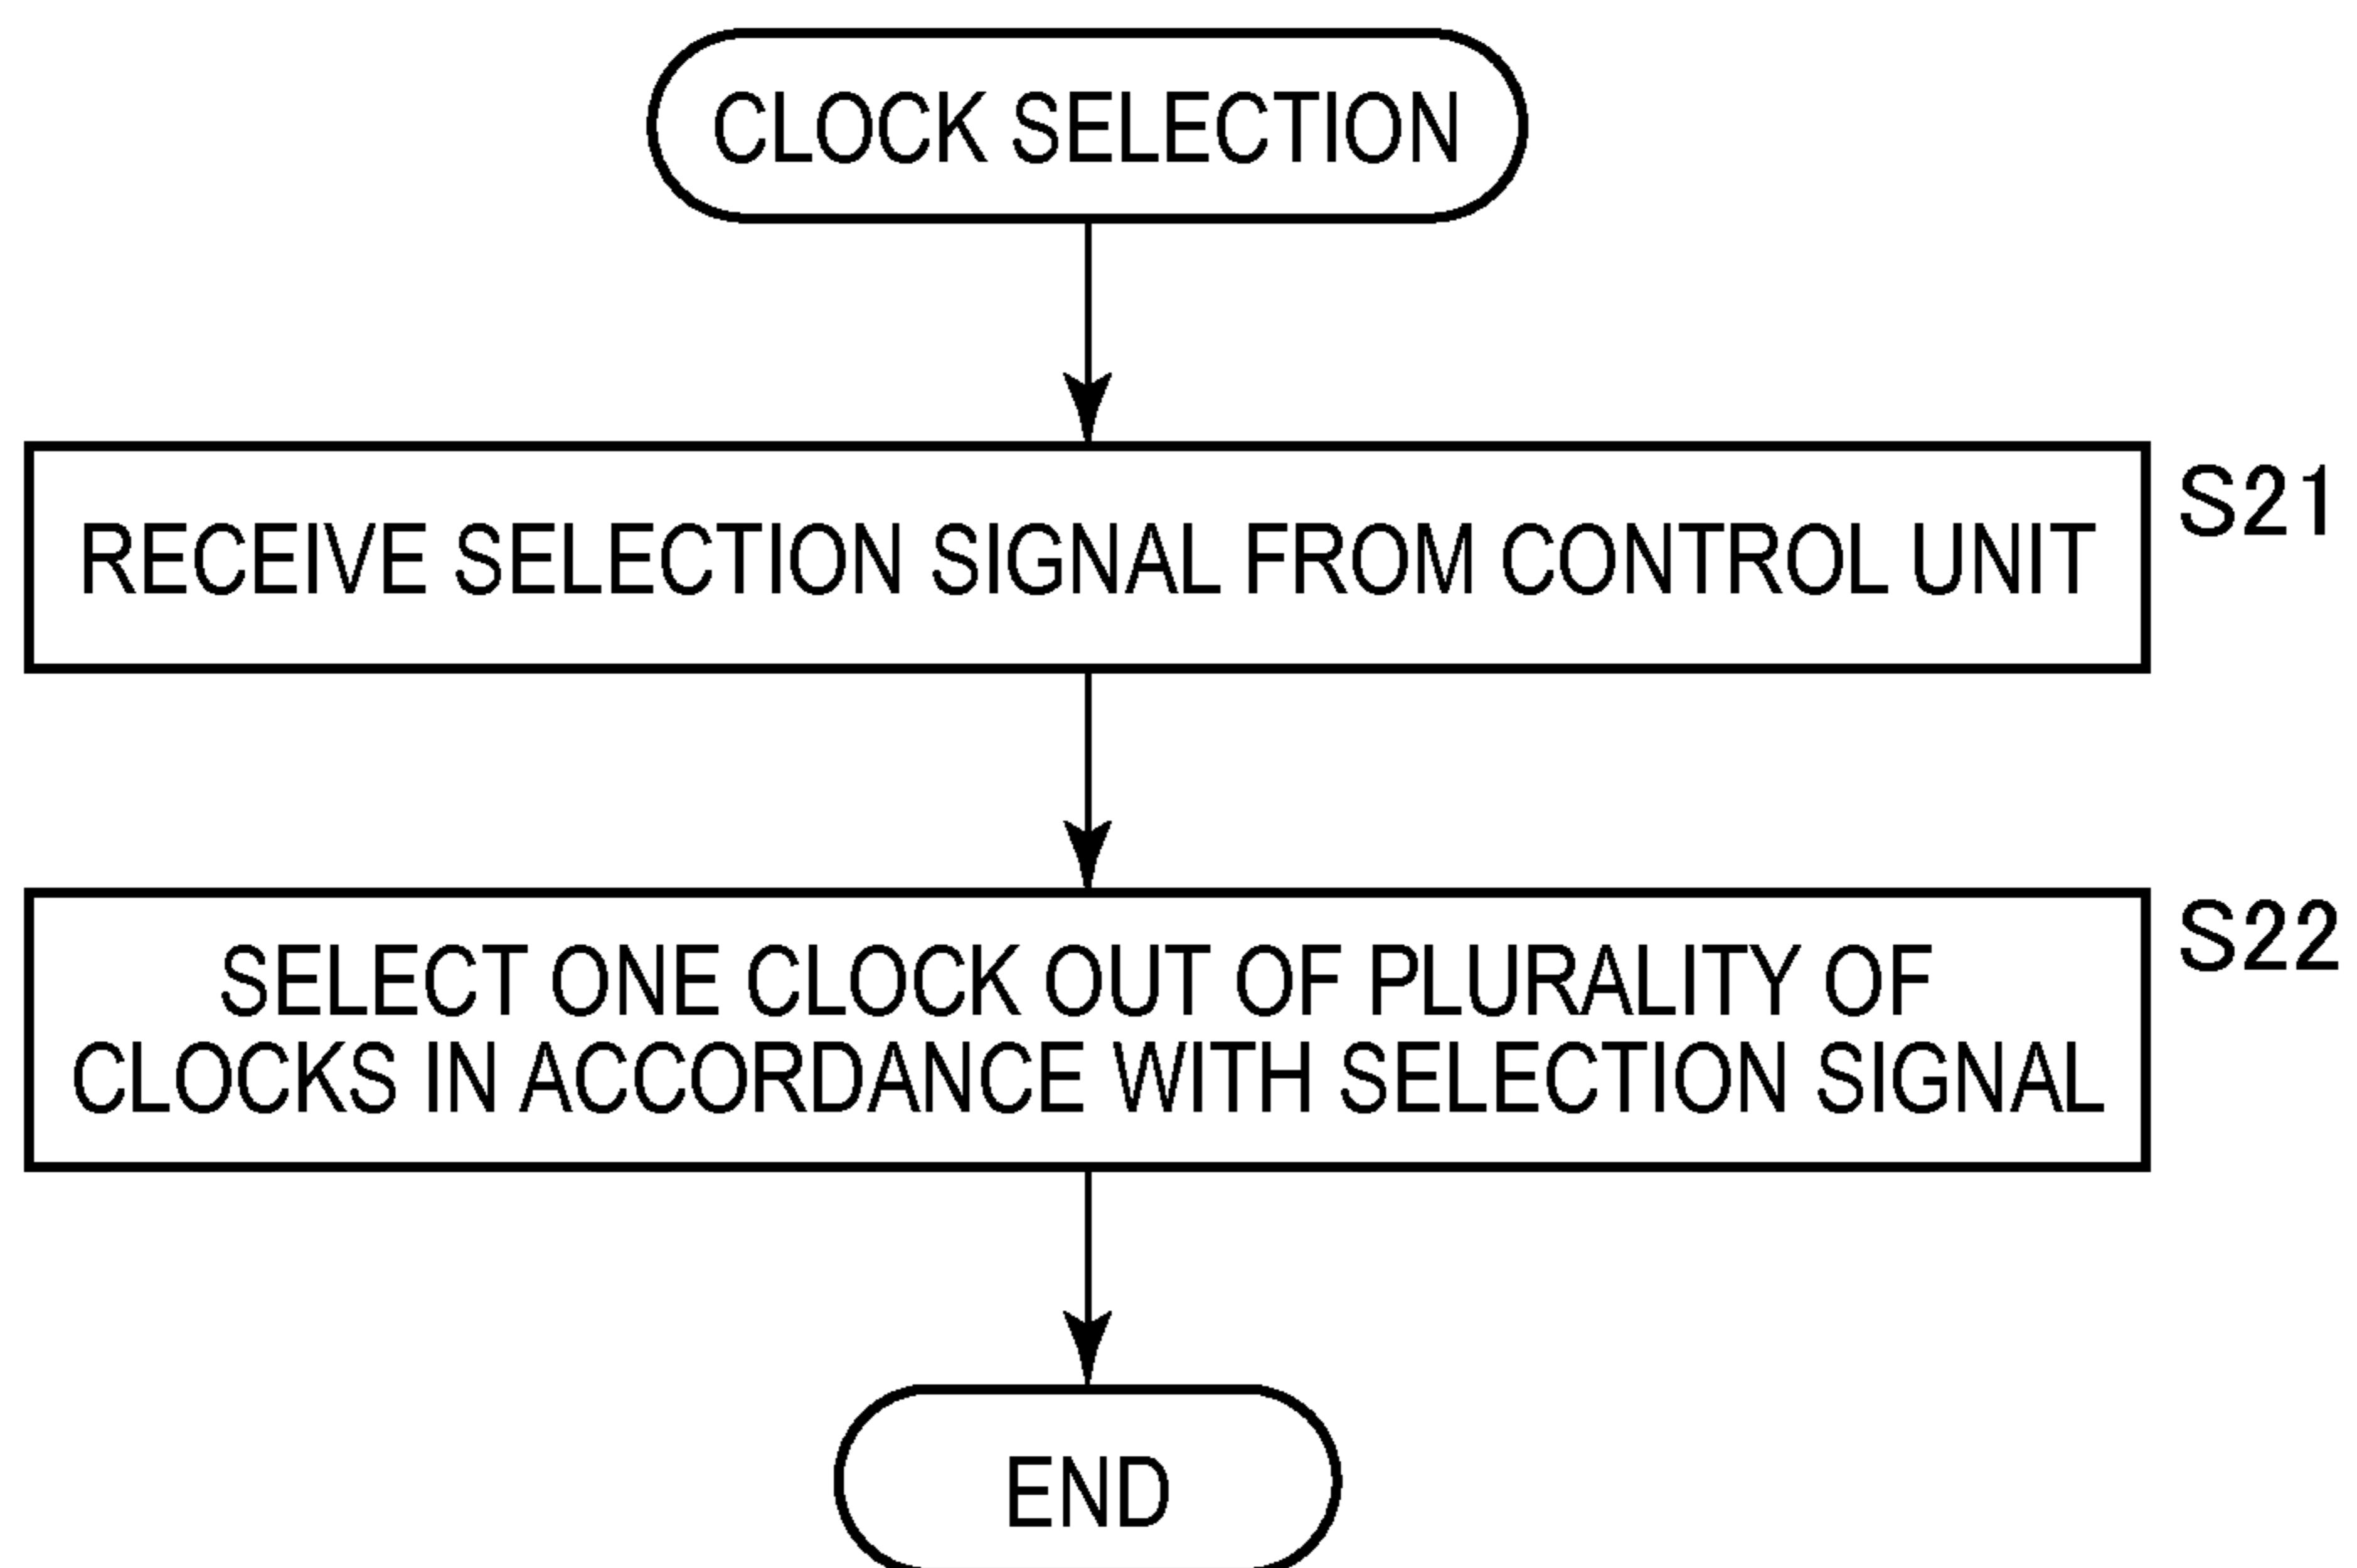 CLOCK SELECTION
RECEIVE SELECTION SIGNAL FROM CONTROL UNIT
S21
SELECT ONE CLOCK OUT OF PLURALITY OF
CLOCKS IN ACCORDANCE WITH SELECTION SIGNAL
S22
END